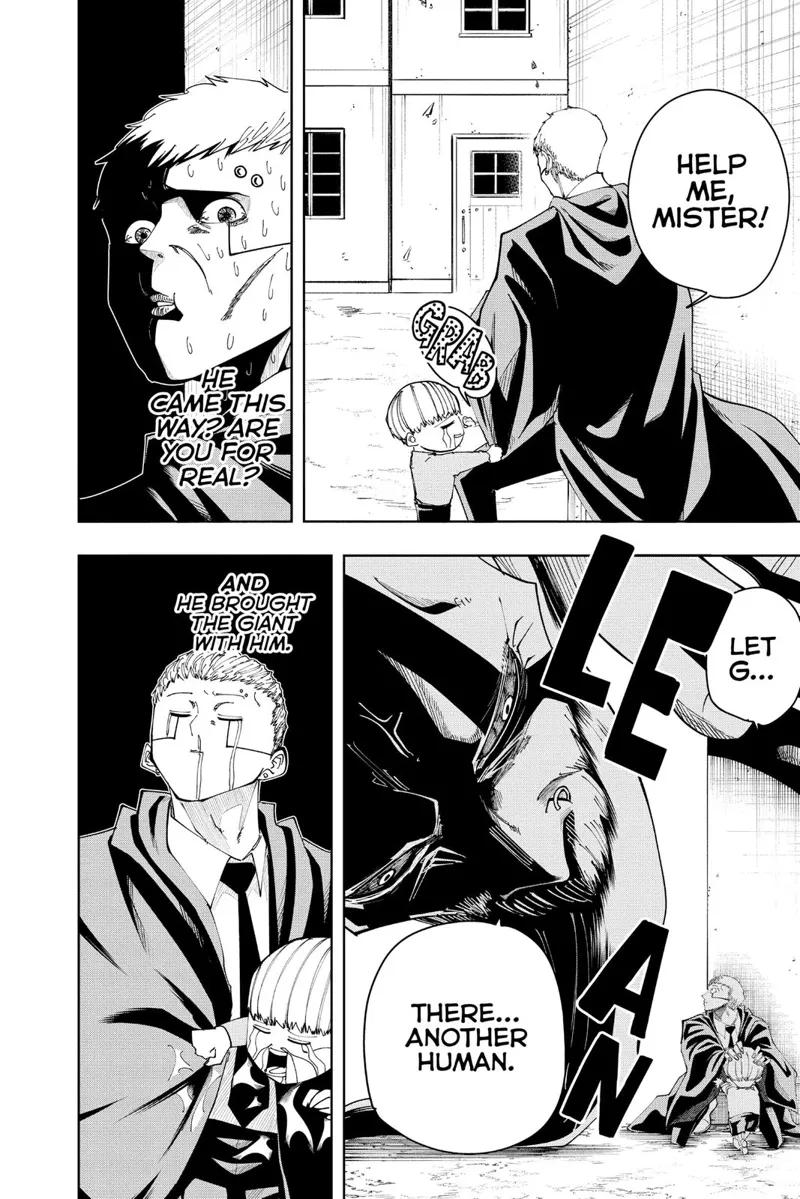 HELP
ME,
MISTER!
GRAB
HE
CAME THIS
WAY? ARE
YOU FOR
REAL?
LET
G...
LEAN
THERE...
ANOTHER
HUMAN.
AND
HE BROUGHT
THE GIANT
WITH HIM.